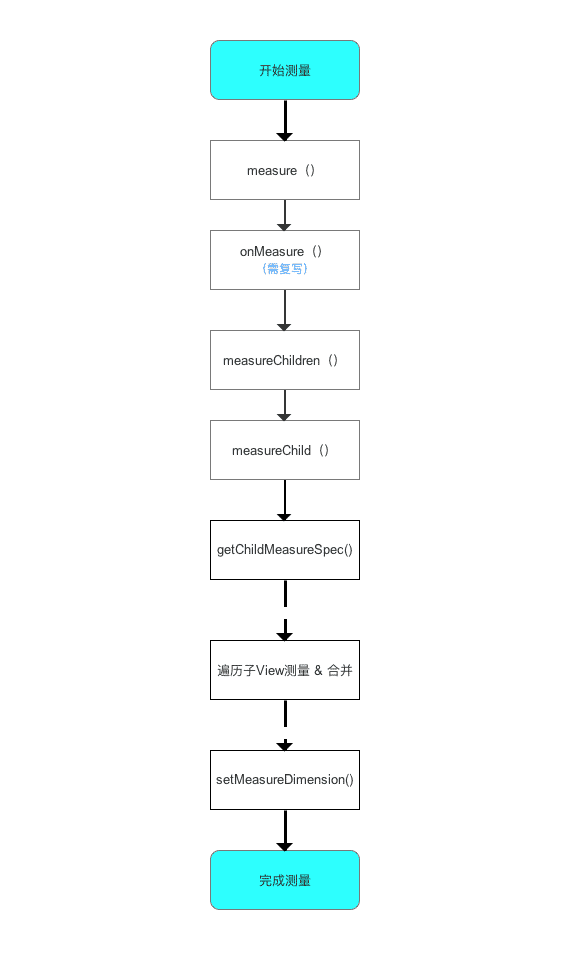 开始测量
measure（）
onMeasure（）
（需复写）
measureChildren（）
measureChild（）
getChildMeasureSpec()
遍历子View测量 & 合并
setMeasureDimension()
完成测量